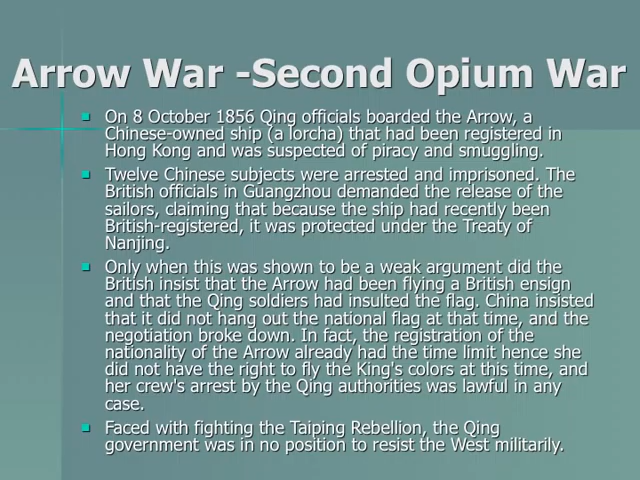 Arrow War -Second Opium War
On 8 October 1856 Qing officials boarded the Arrow, a
Chinese-owned ship (a lorcha) that had been registered in
Hong Kong and was suspected of piracy and smuggling.
Twelve Chinese subjects were arrested and imprisoned. The
British officials in Guangzhou demanded the release of the
sailors, claiming that because the ship had recently been
British-registered, it was protected under the Treaty of
Nanjing.
Only when this was shown to be a weak argument did the
British insist that the Arrow had been flying a British ensign
and that the Qing soldiers had insulted the flag. China insisted
that it did not hang out the national flag at that time, and the
negotiation broke down. In fact, the registration of the
nationality of the Arrow already had the time limit hence she
did not have the right to fly the King's colors at this time, and
her crew's arrest by the Qing authorities was lawful in any
case.
Faced with fighting the Taiping Rebellion, the Qing
government was in no position to resist the West militarily.